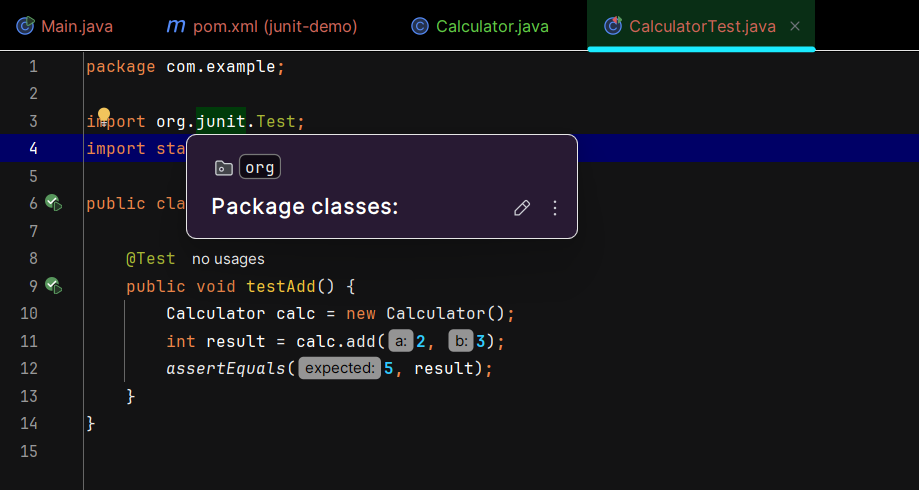 Main.java
m pom.xml (junit-demo)
C Calculator.java
C CalculatorTest.java
1 package com.example;
2
3 import org.junit.Test;
4 import sta
org
5
6 public cla
Package classes:
7
8 @Test no usages
9 public void testAdd() {
10 Calculator calc = new Calculator();
11 int result = calc.add( a: 2, b: 3);
12 assertEquals( expected: 5, result);
13 }
14 }
15